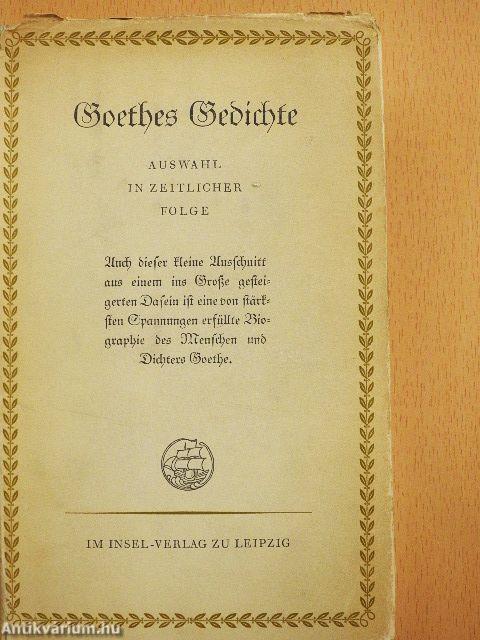 Goethes Gedichte
AUSWAHL
IN ZEITLICHER
FOLGE
Auch dieser kleine Ausschnitt
aus einem ins Große gestei-
gerten Dasein ist eine von stärk-
sten Spannungen erfüllte Bio-
graphie des Menschen und
Dichters Goethe.
IM INSEL-VERLAG ZU LEIPZIG
Antikvárium.hu